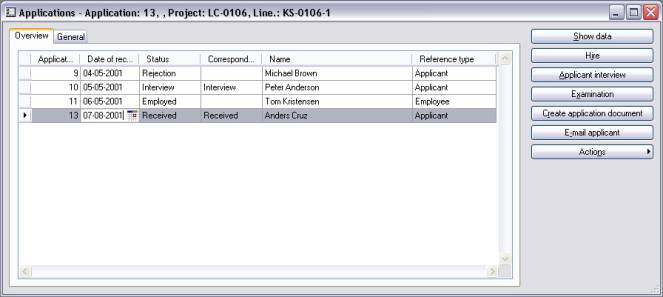 Applications - Application: 13, , Project: LC-0106, Line.: KS-0106-1
Overview General
Applicat... Date of rec... Status Correspond... Name Reference type
9 04-05-2001 Rejection Michael Brown Applicant
10 05-05-2001 Interview Interview Peter Anderson Applicant
11 06-05-2001 Employed Tom Kristensen Employee
13 07-08-2001 Received Received Anders Cruz Applicant
Show data
Hire
Applicant interview
Examination
Create application document
E-mail applicant
Actions